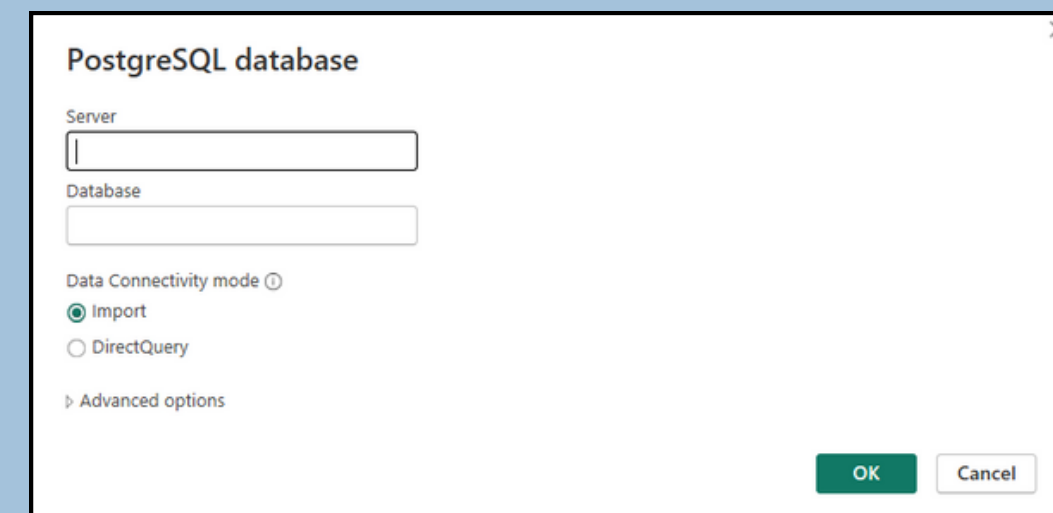 PostgreSQL database
Server
Database
Data Connectivity mode
Import
DirectQuery
Advanced options
OK Cancel